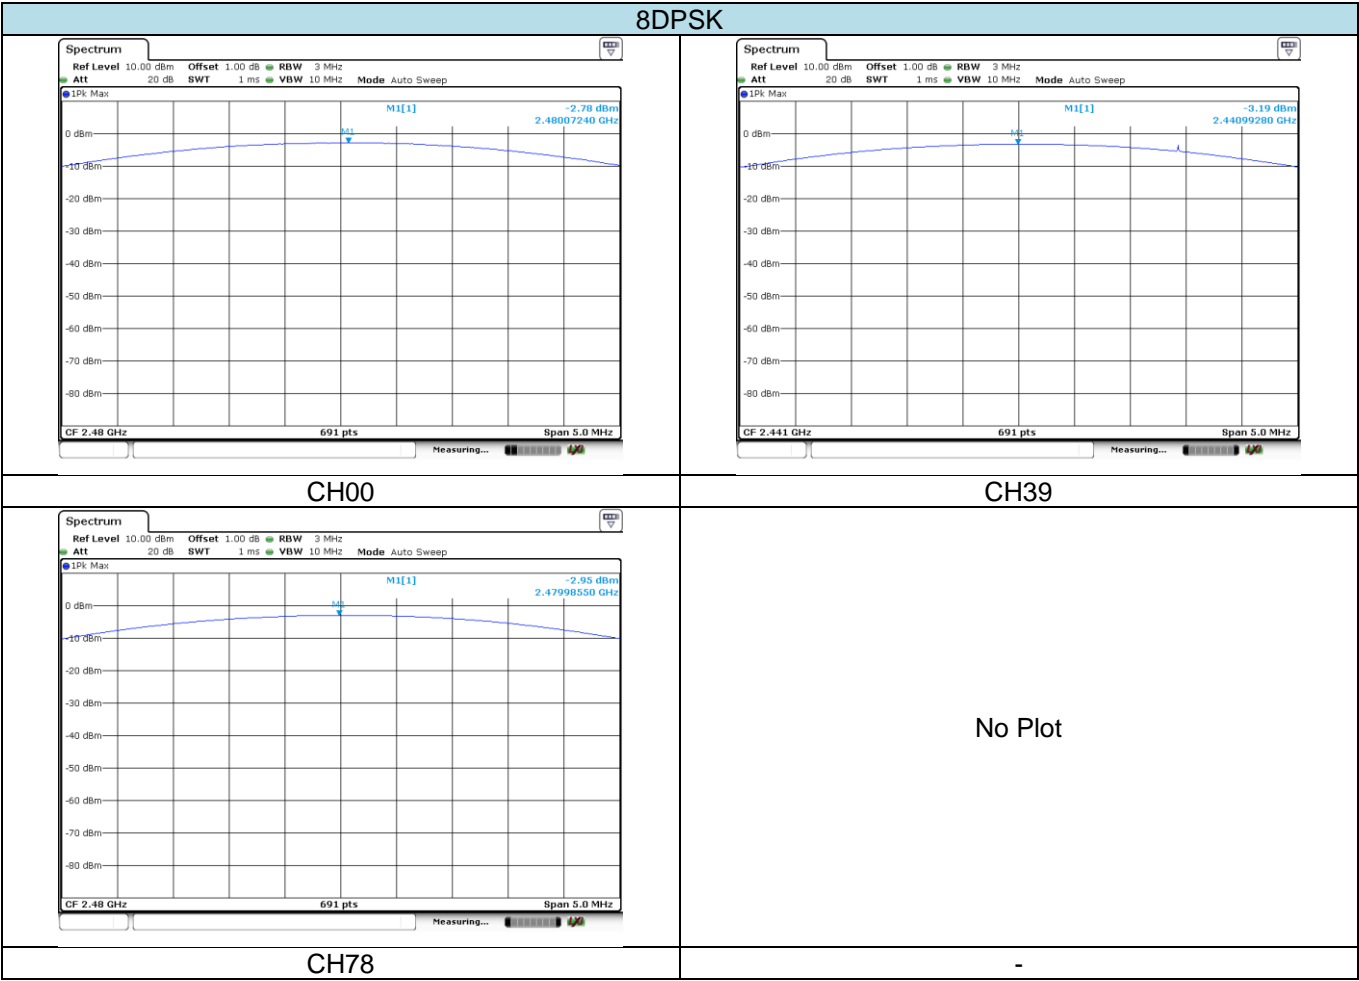 8DPSK
Spectrum
Ref Level 10.00 dBm Offset 1.00 dB RBW 3 MHz
Att 20 dB SWT 1 ms VBW 10 MHz Mode Auto Sweep
1Pk Max
M1[1] -2.78 dBm
2.48007240 GHz
M1
0 dBm
-10 dBm
-20 dBm
-30 dBm
-40 dBm
-50 dBm
-60 dBm
-70 dBm
-80 dBm
CF 2.48 GHz 691 pts Span 5.0 MHz
Measuring...
CH00
Spectrum
Ref Level 10.00 dBm Offset 1.00 dB RBW 3 MHz
Att 20 dB SWT 1 ms VBW 10 MHz Mode Auto Sweep
1Pk Max
M1[1] -3.19 dBm
2.44099280 GHz
M1
0 dBm
-10 dBm
-20 dBm
-30 dBm
-40 dBm
-50 dBm
-60 dBm
-70 dBm
-80 dBm
CF 2.441 GHz 691 pts Span 5.0 MHz
Measuring...
CH39
Spectrum
Ref Level 10.00 dBm Offset 1.00 dB RBW 3 MHz
Att 20 dB SWT 1 ms VBW 10 MHz Mode Auto Sweep
1Pk Max
M1[1] -2.95 dBm
2.47998550 GHz
M1
0 dBm
-10 dBm
-20 dBm
-30 dBm
-40 dBm
-50 dBm
-60 dBm
-70 dBm
-80 dBm
CF 2.48 GHz 691 pts Span 5.0 MHz
Measuring...
CH78
No Plot
-